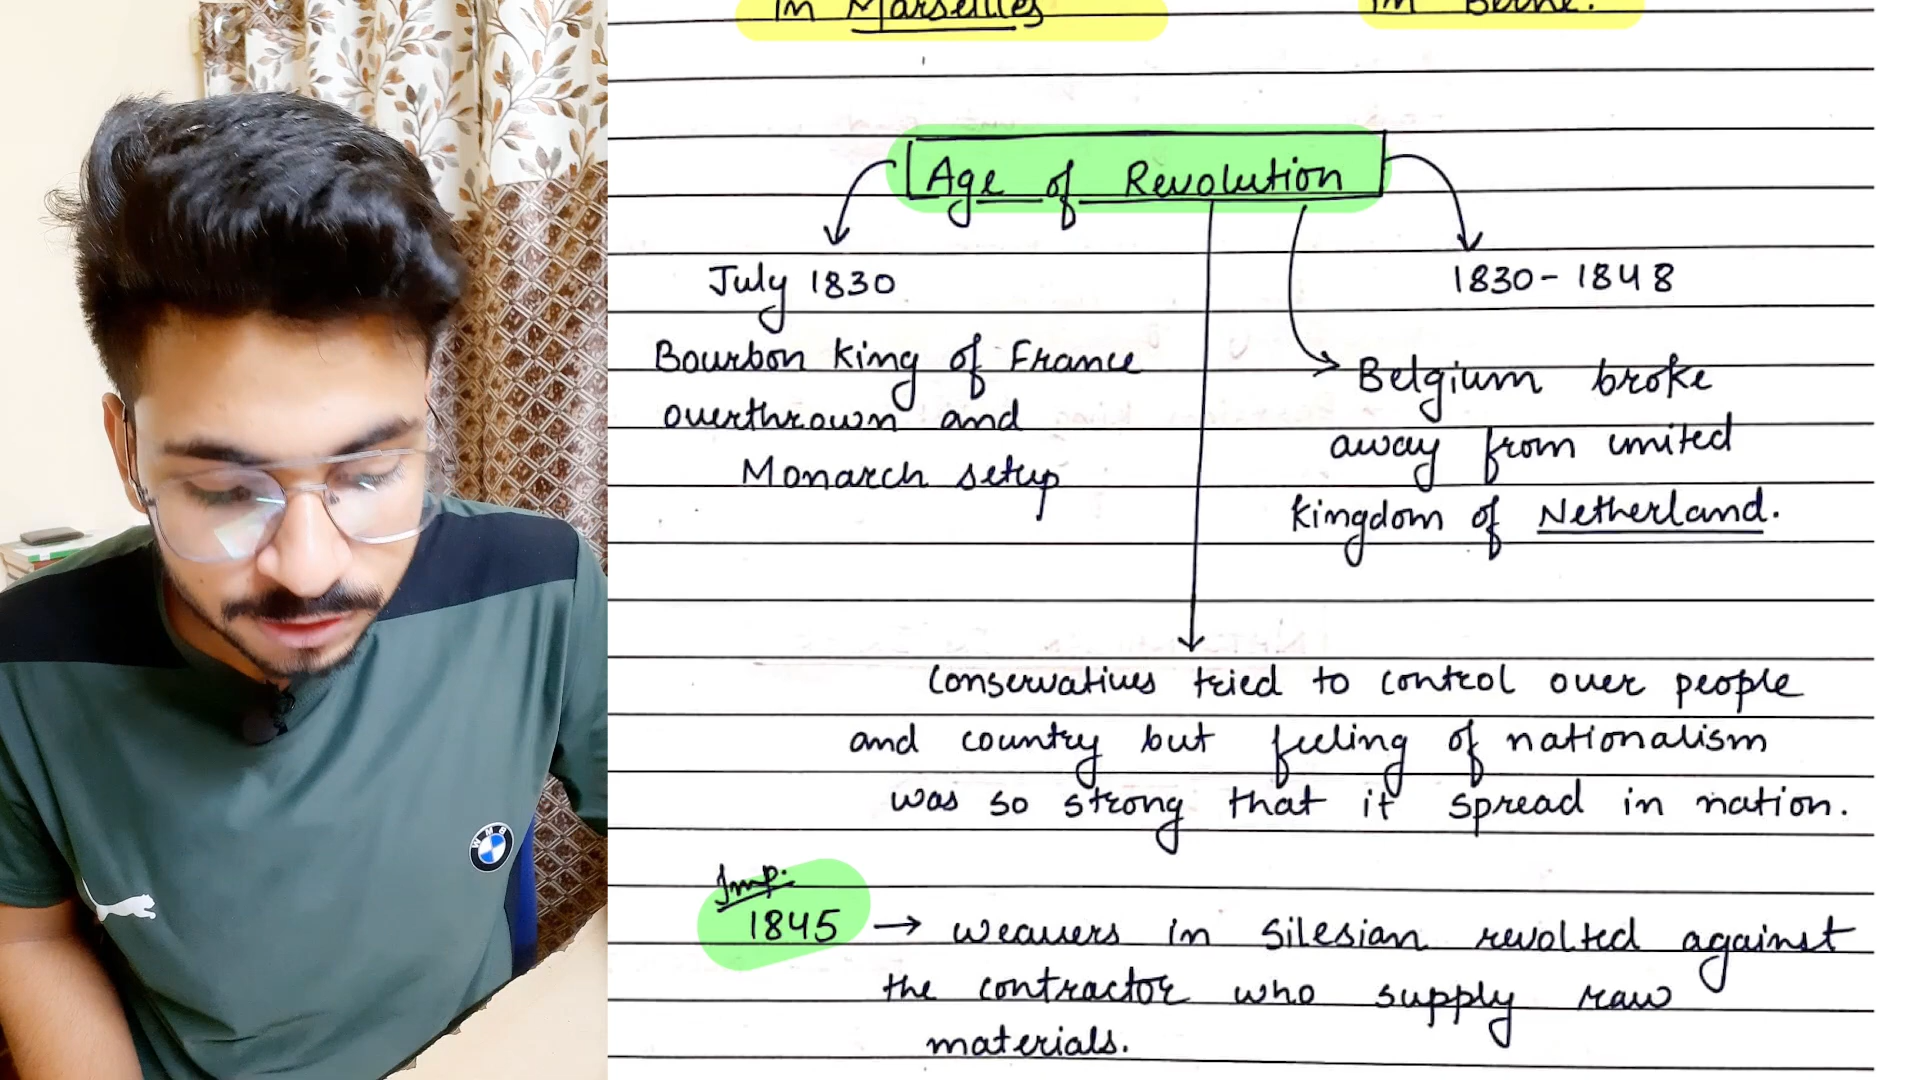 in Marseilles
in Berne.
Age of Revolution
July 1830
1830-1848
Bourbon king of France
overthrown and
Monarch setup
Belgium broke
away from united
kingdom of Netherland.
Conservatives tried to control over people
and country but feeling of nationalism
was so strong that it spread in nation.
Imp.
1845 → weavers in Silesian revolted against
the contractor who supply raw
materials.
BMW